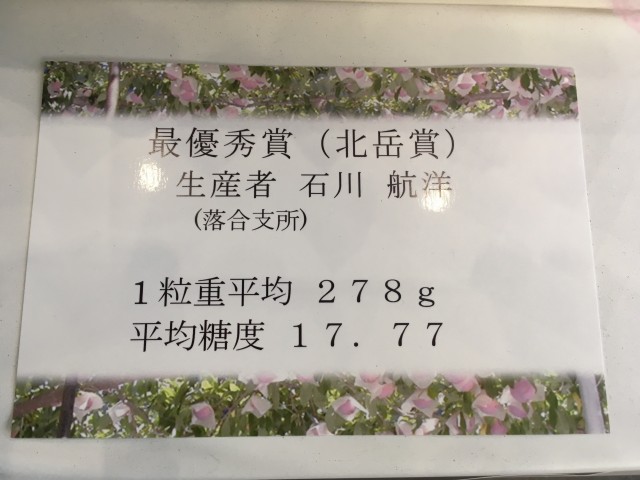 最優秀賞（北岳賞）
生産者 石川 航洋
(落合支所)
１粒重平均 ２７８ｇ
平均糖度 １７．７７